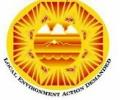 LOCAL ENVIRONMENT ACTION DEMANDED